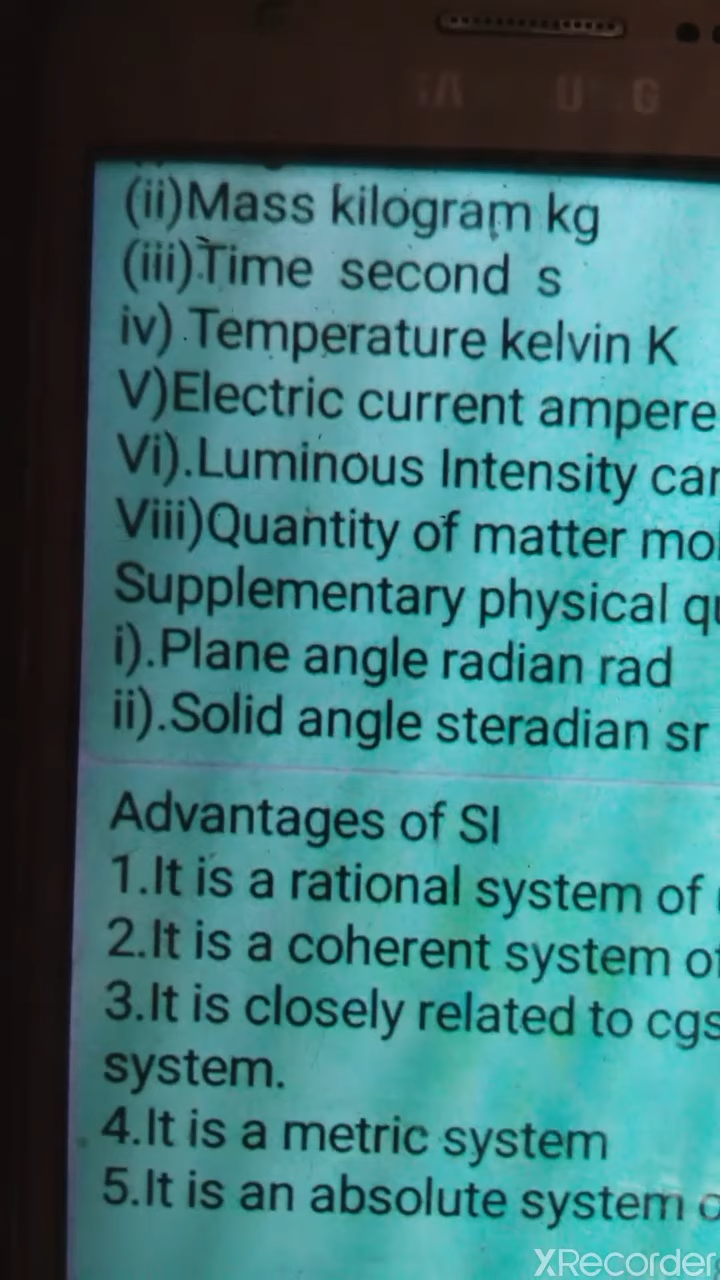 (ii)Mass kilogram kg
(iii)Time second s
iv).Temperature kelvin K
V)Electric current ampere
Vi).Luminous Intensity
Viii)Quantity of matter
Supplementary physical
i).Plane angle radian rad
ii).Solid angle steradian sr
Advantages of SI
1.It is a rational system of
2.It is a coherent system
3.It is closely related to cgs
system.
4.It is a metric system
5.It is an absolute system
XRecorder